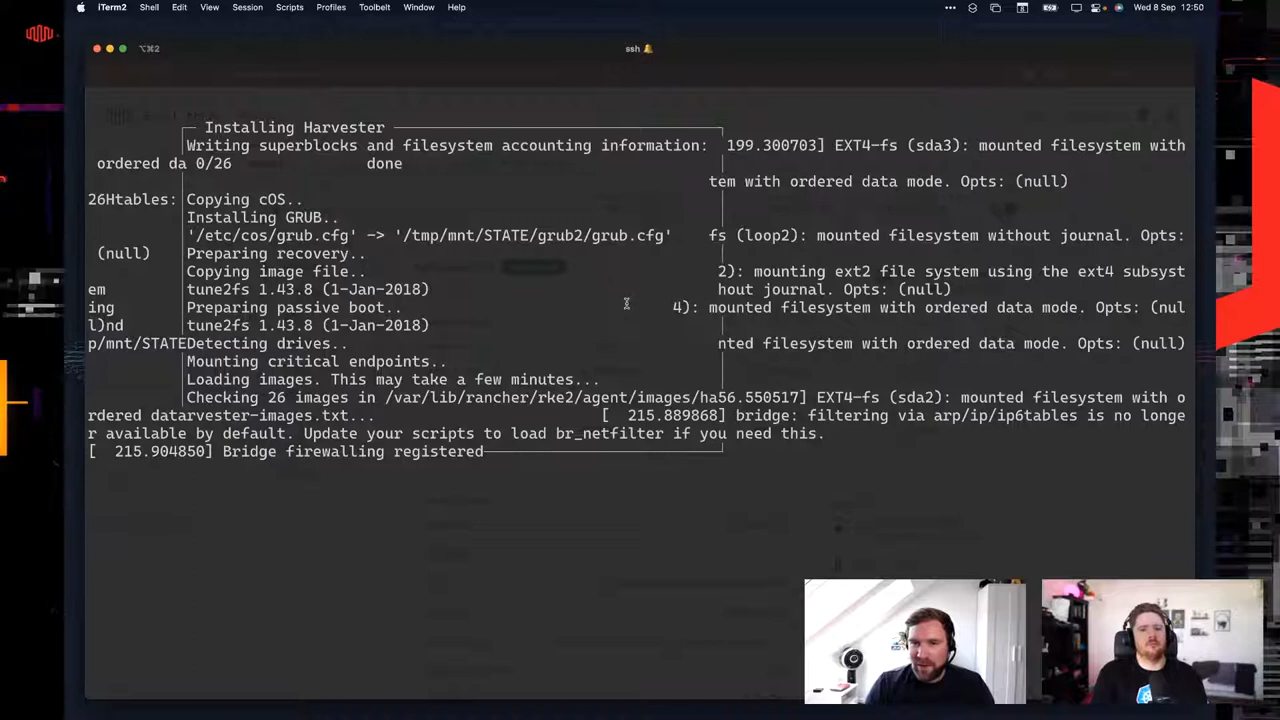 iTerm2 Shell Edit View Session Scripts Profiles Toolbelt Window Help Wed 8 Sep 12:50
⌥⌘2 ssh 🔔
Installing Harvester
Writing superblocks and filesystem accounting information: 199.300703] EXT4-fs (sda3): mounted filesystem with
ordered da 0/26 done
tem with ordered data mode. Opts: (null)
26Htables: Copying cOS..
Installing GRUB..
'/etc/cos/grub.cfg' -> '/tmp/mnt/STATE/grub2/grub.cfg' fs (loop2): mounted filesystem without journal. Opts:
(null) Preparing recovery..
Copying image file.. 2): mounting ext2 file system using the ext4 subsyst
em tune2fs 1.43.8 (1-Jan-2018) hout journal. Opts: (null)
ing Preparing passive boot.. 4): mounted filesystem with ordered data mode. Opts: (nul
l)nd tune2fs 1.43.8 (1-Jan-2018)
p/mnt/STATEDetecting drives.. nted filesystem with ordered data mode. Opts: (null)
Mounting critical endpoints..
Loading images. This may take a few minutes...
Checking 26 images in /var/lib/rancher/rke2/agent/images/ha56.550517] EXT4-fs (sda2): mounted filesystem with o
rdered datarvester-images.txt... [ 215.889868] bridge: filtering via arp/ip/ip6tables is no longe
r available by default. Update your scripts to load br_netfilter if you need this.
[ 215.904850] Bridge firewalling registered